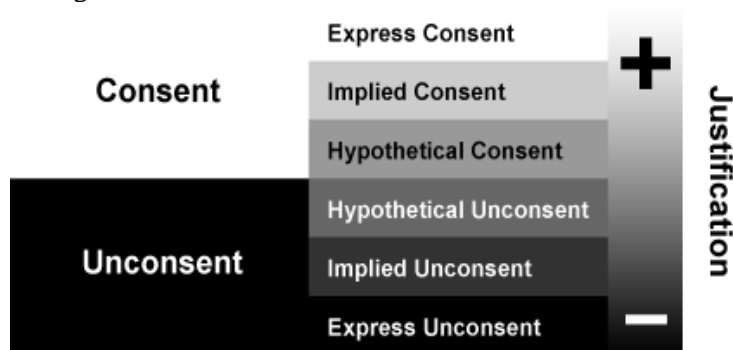 Express Consent
Consent
Implied Consent
Hypothetical Consent
Hypothetical Unconsent
Unconsent
Implied Unconsent
Express Unconsent
+
−
Justification